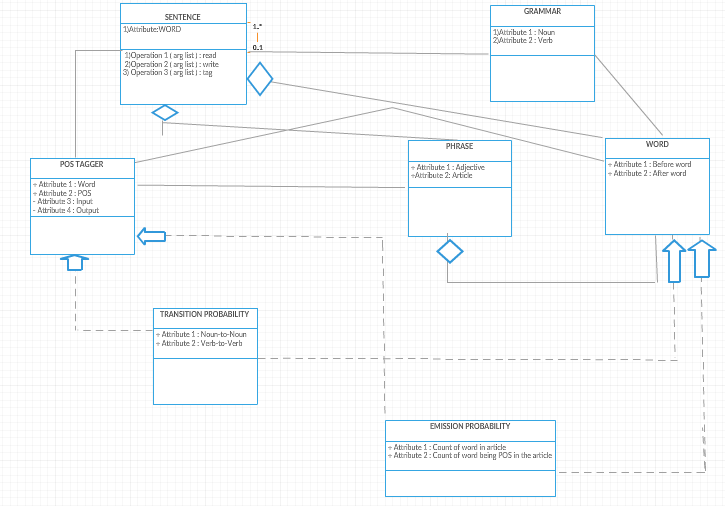 SENTENCE
1)Attribute:WORD
1)Operation 1 ( arg list ) : read
2)Operation 2 ( arg list ) : write
3) Operation 3 ( arg list ) : tag
1..*
0.1
GRAMMAR
1)Attribute 1 : Noun
2)Attribute 2 : Verb
POS TAGGER
+ Attribute 1 : Word
+ Attribute 2 : POS
- Attribute 3 : Input
- Attribute 4 : Output
PHRASE
+ Attribute 1 : Adjective
+Attribute 2: Article
WORD
+ Attribute 1 : Before word
+ Attribute 2 : After word
TRANSITION PROBABILITY
+ Attribute 1 : Noun-to-Noun
+ Attribute 2 : Verb-to-Verb
EMISSION PROBABILITY
+ Attribute 1 : Count of word in article
+ Attribute 2 : Count of word being POS in the article